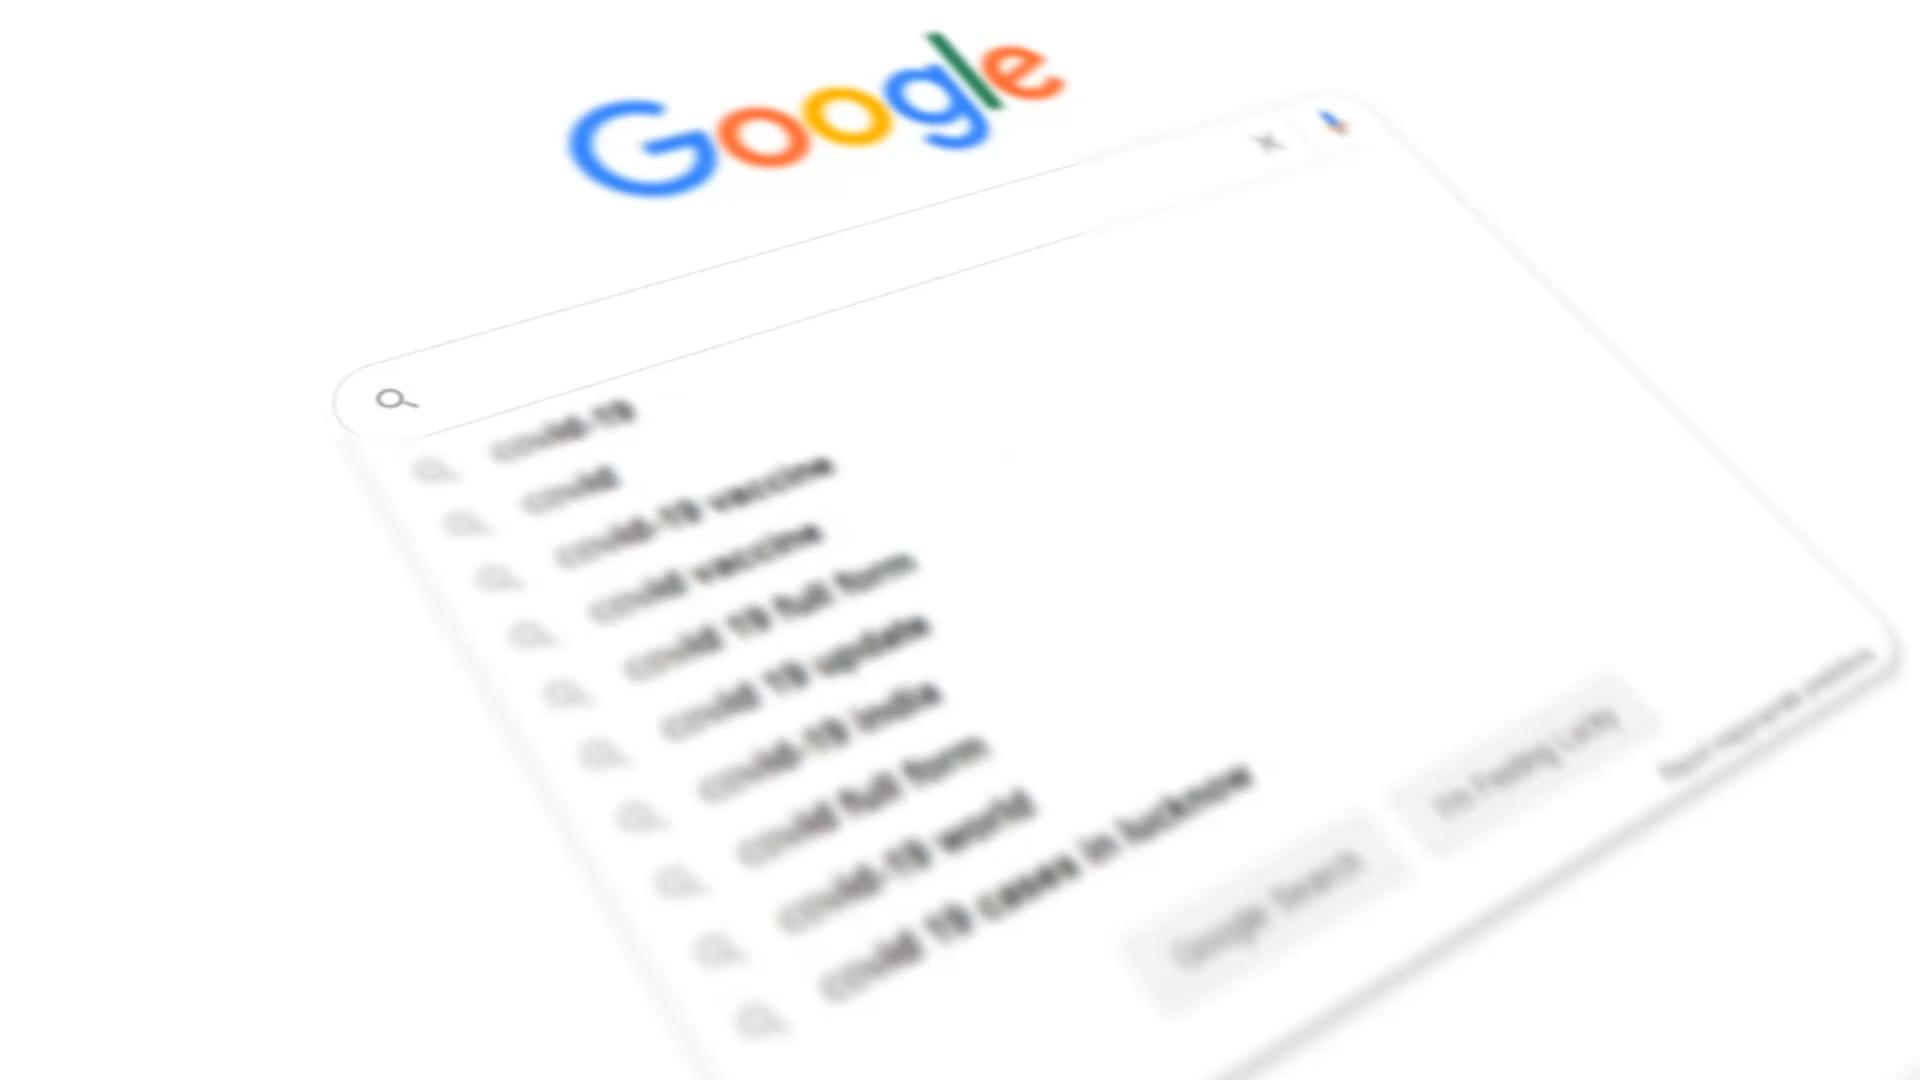 Google
covid-19
covid
covid-19 vaccine
covid vaccine
covid 19 full form
covid 19 update
covid-19 india
covid full form
covid-19 world
covid 19 cases in lucknow
Google Search
I'm Feeling Lucky